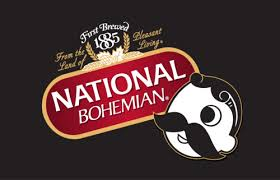 First Brewed
1885
From the Land of Pleasant Living
NATIONAL
BOHEMIAN®